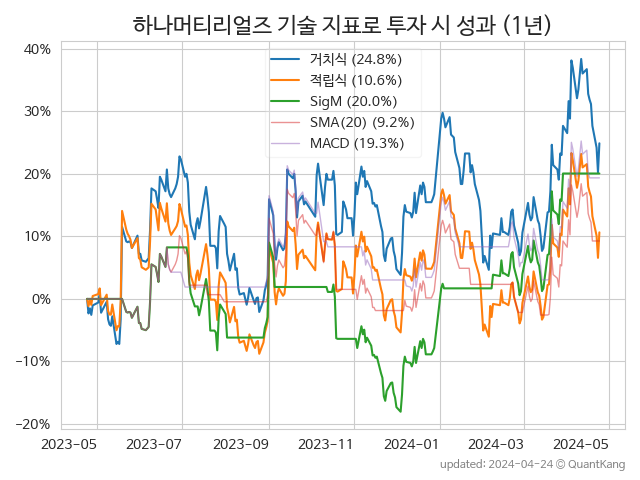 하나머티리얼즈 기술 지표로 투자 시 성과 (1년)
40%
30%
20%
10%
0%
−10%
−20%
거치식 (24.8%)
적립식 (10.6%)
SigM (20.0%)
SMA(20) (9.2%)
MACD (19.3%)
2023-05
2023-07
2023-09
2023-11
2024-01
2024-03
2024-05
updated: 2024-04-24 © QuantKang